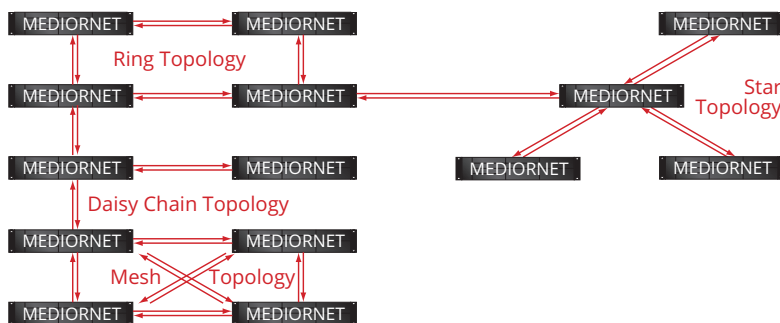 MEDIORNET
MEDIORNET
MEDIORNET
Ring Topology
MEDIORNET
MEDIORNET
MEDIORNET
Star
Topology
MEDIORNET
MEDIORNET
MEDIORNET
MEDIORNET
Daisy Chain Topology
MEDIORNET
MEDIORNET
Mesh Topology
MEDIORNET
MEDIORNET